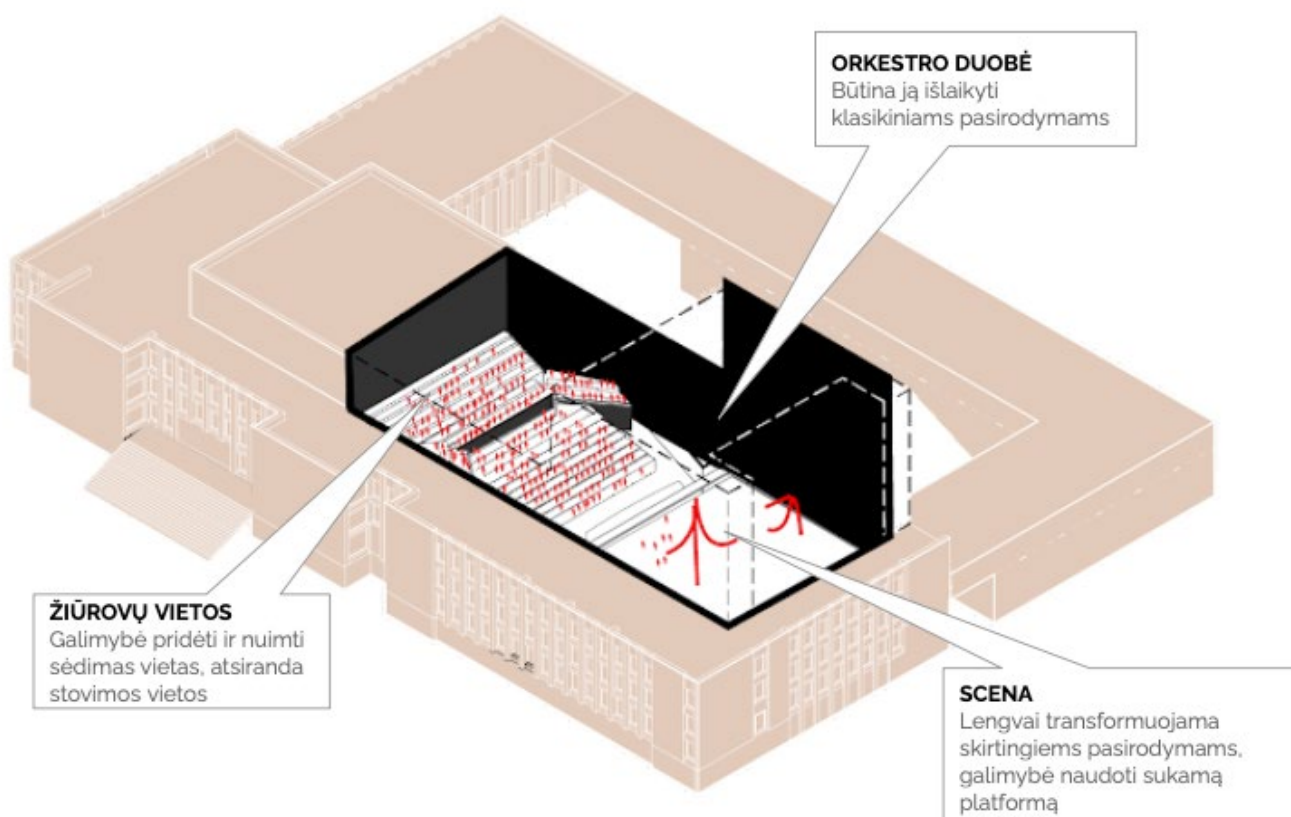 ORKESTRO DUOBĖ
Būtina ją išlaikyti
klasikiniams pasirodymams
ŽIŪROVŲ VIETOS
Galimybė pridėti ir nuimti
sėdimas vietas, atsiranda
stovimos vietos
SCENA
Lengvai transformuojama
skirtingiems pasirodymams,
galimybė naudoti sukamą
platformą